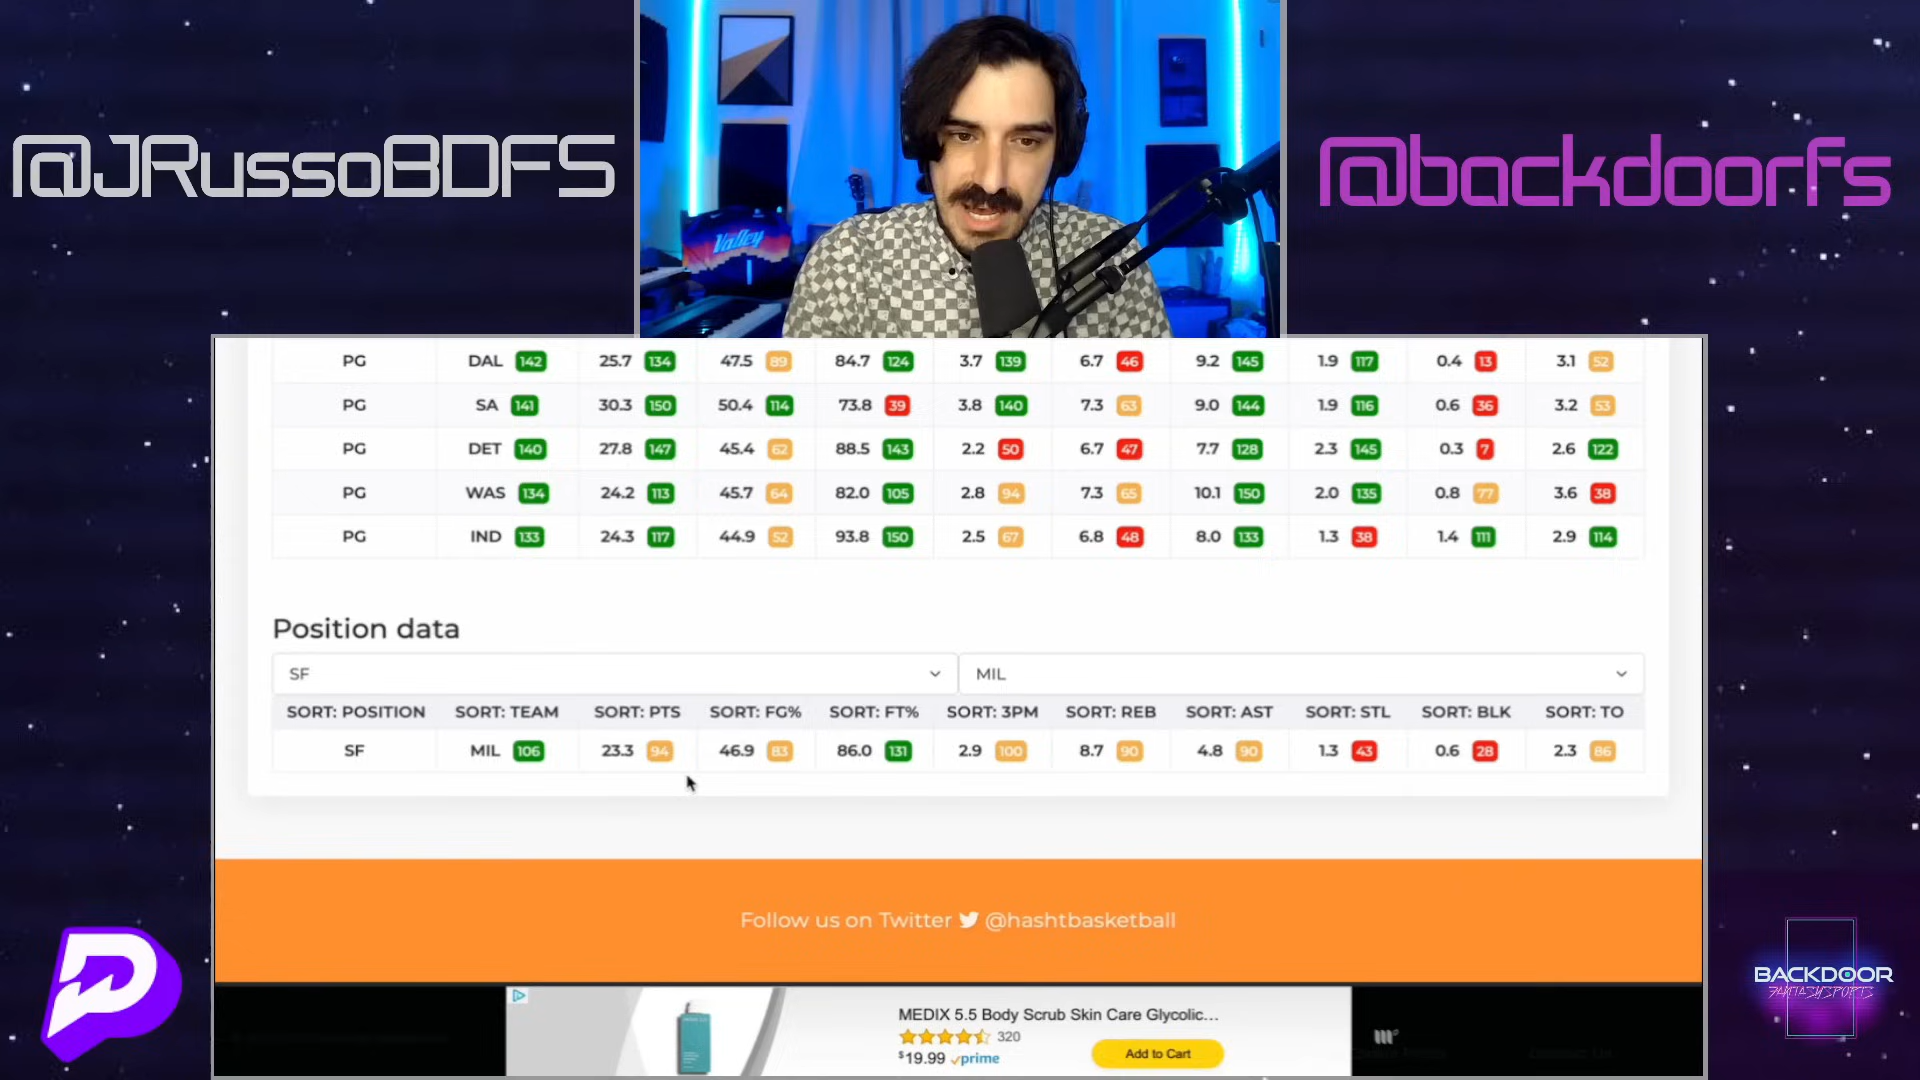 @JRussoBDFS
Valley
@backdoorfs
PG DAL 142 25.7 134 47.5 89 84.7 124 3.7 139 6.7 46 9.2 145 1.9 117 0.4 13 3.1 52
PG SA 141 30.3 150 50.4 114 73.8 39 3.8 140 7.3 63 9.0 144 1.9 116 0.6 36 3.2 53
PG DET 140 27.8 147 45.4 62 88.5 143 2.2 50 6.7 47 7.7 128 2.3 145 0.3 7 2.6 122
PG WAS 134 24.2 113 45.7 64 82.0 105 2.8 94 7.3 65 10.1 150 2.0 135 0.8 77 3.6 38
PG IND 133 24.3 117 44.9 52 93.8 150 2.5 67 6.8 48 8.0 133 1.3 38 1.4 111 2.9 114
Position data
SF MIL
SORT: POSITION SORT: TEAM SORT: PTS SORT: FG% SORT: FT% SORT: 3PM SORT: REB SORT: AST SORT: STL SORT: BLK SORT: TO
SF MIL 106 23.3 94 46.9 83 86.0 131 2.9 100 8.7 90 4.8 90 1.3 43 0.6 28 2.3 86
Follow us on Twitter @hashtbasketball
MEDIX 5.5 Body Scrub Skin Care Glycolic...
320
$19.99 prime
Add to Cart
BACKDOOR
FANTASY SPORTS